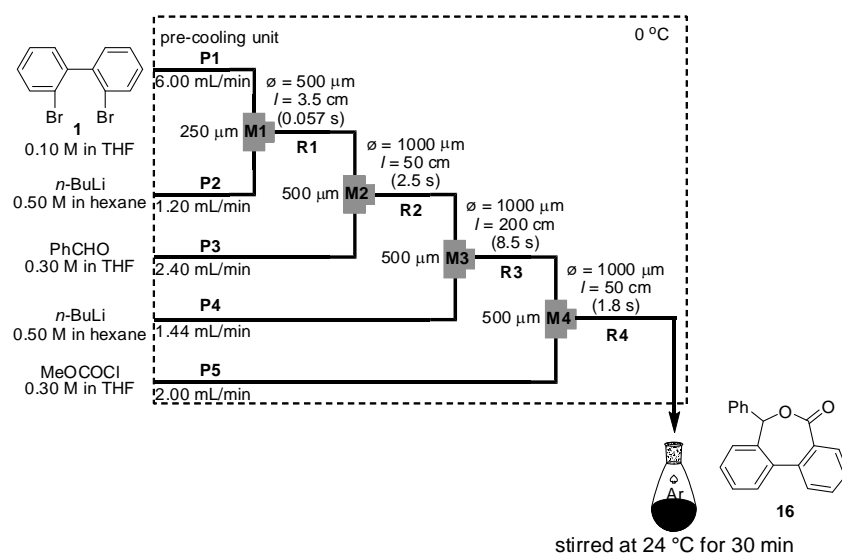 pre-cooling unit
0 °C
P1
6.00 mL/min
Br
Br
1
0.10 M in THF
250 µm
M1
ø = 500 µm
l = 3.5 cm
(0.057 s)
R1
n-BuLi
0.50 M in hexane
P2
1.20 mL/min
500 µm
M2
ø = 1000 µm
l = 50 cm
(2.5 s)
R2
PhCHO
0.30 M in THF
P3
2.40 mL/min
500 µm
M3
ø = 1000 µm
l = 200 cm
(8.5 s)
R3
n-BuLi
0.50 M in hexane
P4
1.44 mL/min
500 µm
M4
ø = 1000 µm
l = 50 cm
(1.8 s)
R4
MeOCOCl
0.30 M in THF
P5
2.00 mL/min
Ar
Ph
O
O
16
stirred at 24 °C for 30 min